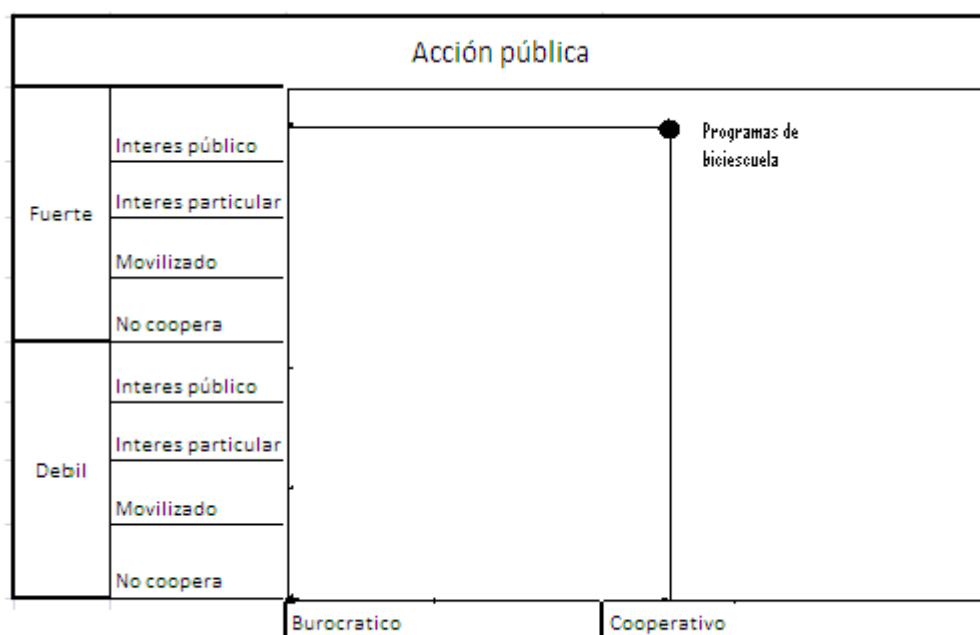 Acción pública
Programas de
biciescuela
Fuerte
Interes público
Interes particular
Movilizado
No coopera
Debil
Interes público
Interes particular
Movilizado
No coopera
Burocratico
Cooperativo